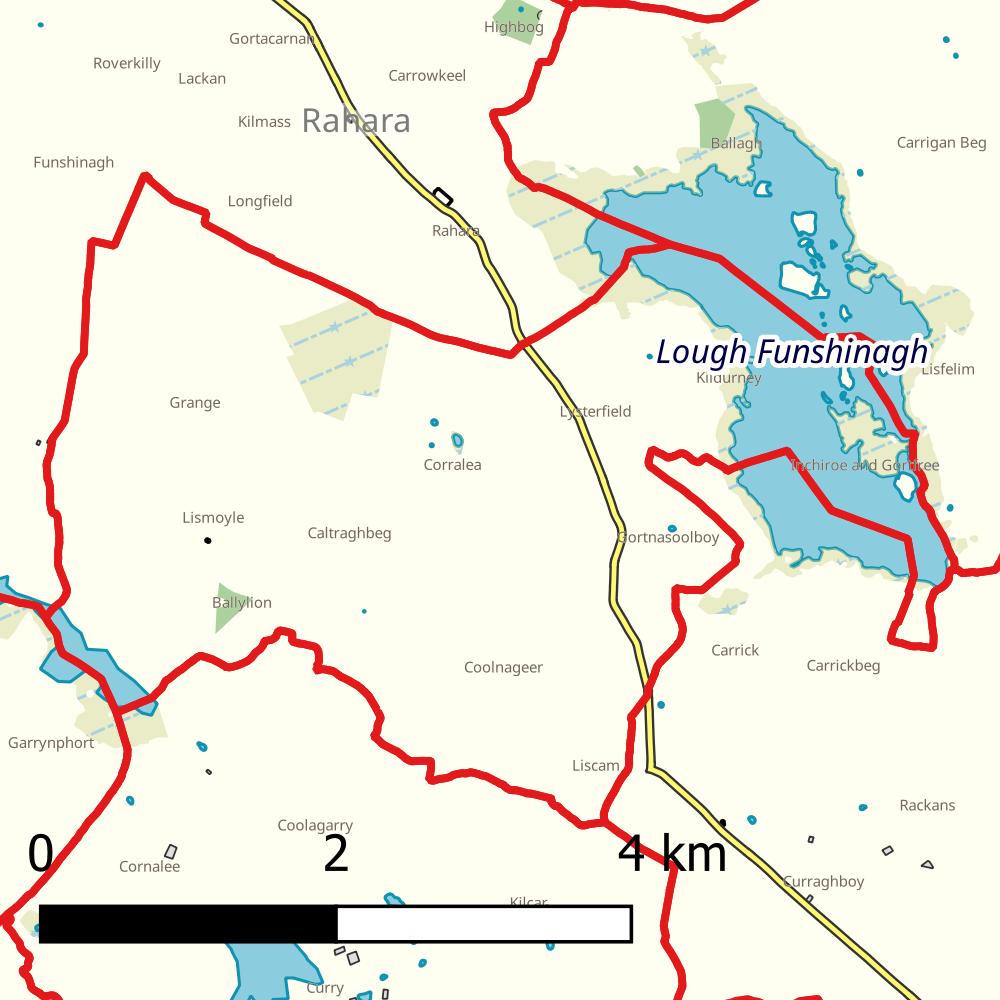 Highbog
Gortacarnan
Roverkilly
Lackan
Carrowkeel
Kilmass
Rahara
Ballagh
Carrigan Beg
Funshinagh
Longfield
Rahara
Lough Funshinagh
Kildurney
Lisfelim
Grange
Lysterfield
Corralea
Inchiroe and Gortfree
Lismoyle
Caltraghbeg
Gortnasoolboy
Ballylion
Carrick
Coolnageer
Carrickbeg
Garrynphort
Liscam
Rackans
Coolagarry
0
2
4 km
Cornalee
Curraghboy
Kilcar
Curry